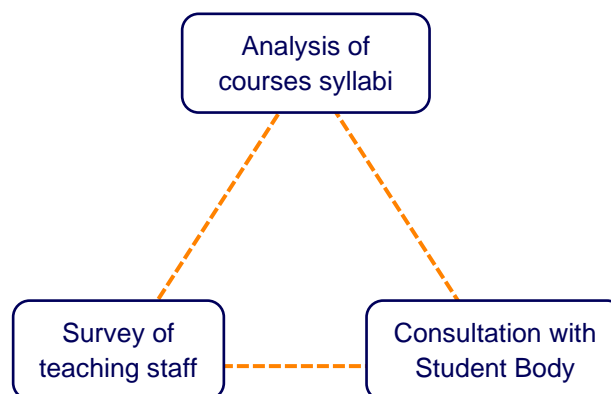 Analysis of
courses syllabi
Survey of
teaching staff
Consultation with
Student Body